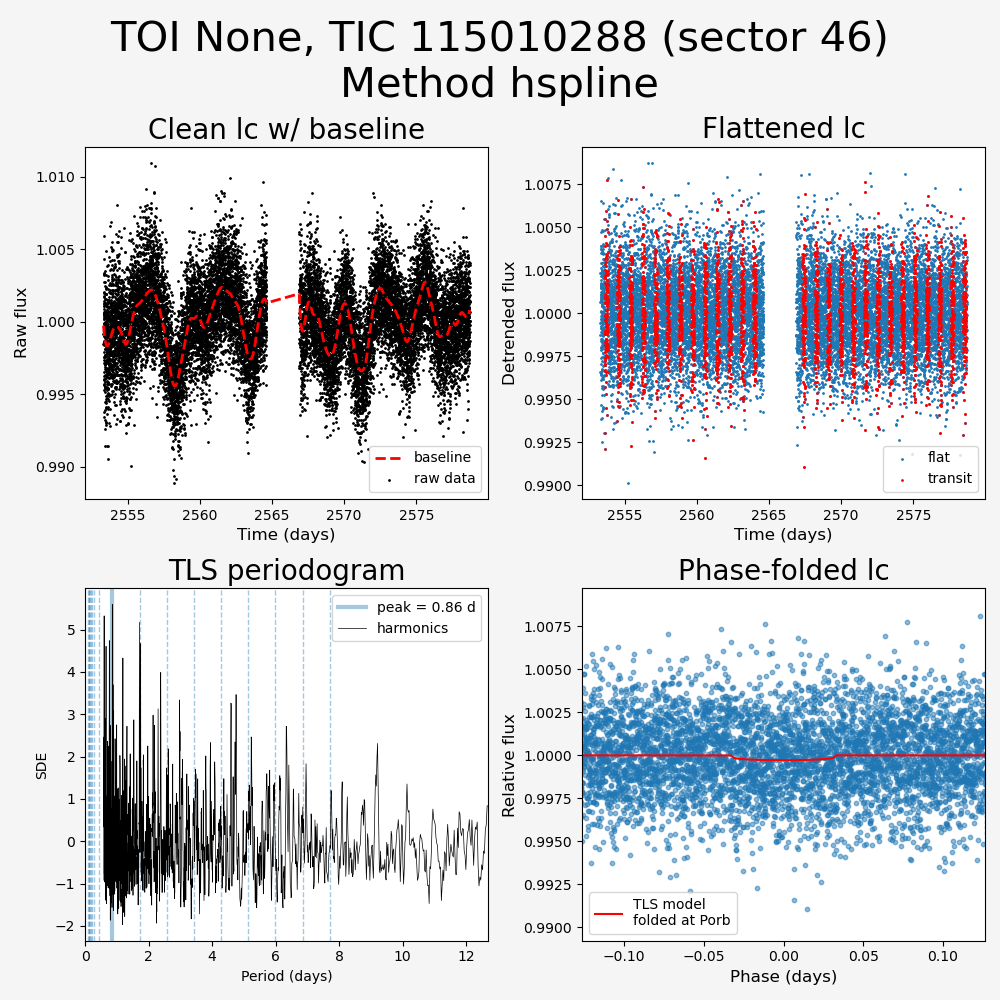 TOI None, TIC 115010288 (sector 46)
Method hspline
Clean lc w/ baseline
Raw flux
1.010
1.005
1.000
0.995
0.990
baseline
raw data
2555
2560
2565
2570
2575
Time (days)
Flattened lc
Detrended flux
1.0075
1.0050
1.0025
1.0000
0.9975
0.9950
0.9925
0.9900
flat
transit
2555
2560
2565
2570
2575
Time (days)
TLS periodogram
SDE
5
4
3
2
1
0
−1
−2
peak = 0.86 d
harmonics
0
2
4
6
8
10
12
Period (days)
Phase-folded lc
Relative flux
1.0075
1.0050
1.0025
1.0000
0.9975
0.9950
0.9925
0.9900
TLS model
folded at Porb
−0.10
−0.05
0.00
0.05
0.10
Phase (days)